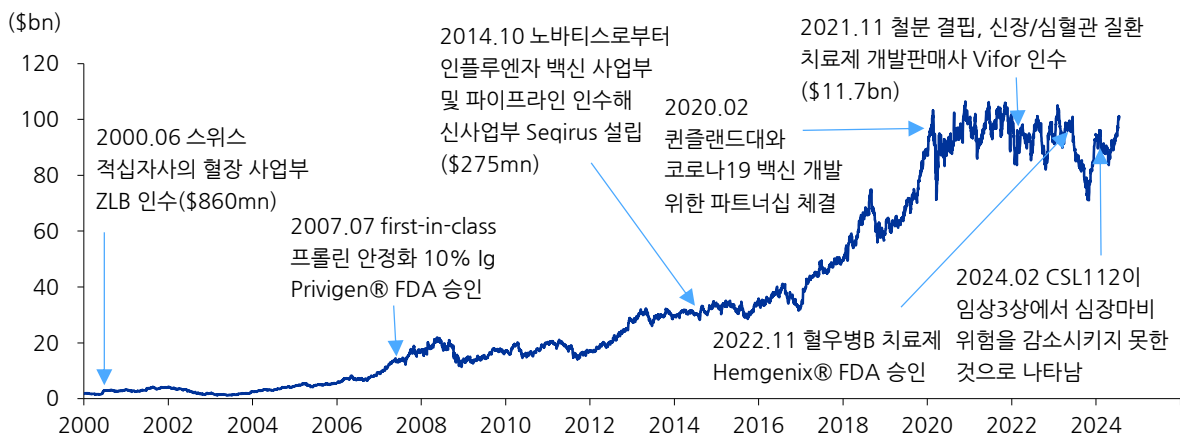 ($bn)
120
100
80
60
40
20
0
2000.06 스위스
적십자사의 혈장 사업부
ZLB 인수($860mn)
2007.07 first-in-class
프롤린 안정화 10% Ig
Privigen® FDA 승인
2014.10 노바티스로부터
인플루엔자 백신 사업부
및 파이프라인 인수해
신사업부 Seqirus 설립
($275mn)
2020.02
퀸즐랜드대와
코로나19 백신 개발
위한 파트너십 체결
2021.11 철분 결핍, 신장/심혈관 질환
치료제 개발판매사 Vifor 인수
($11.7bn)
2022.11 혈우병B 치료제
Hemgenix® FDA 승인
2024.02 CSL112이
임상3상에서 심장마비
위험을 감소시키지 못한
것으로 나타남
2000 2002 2004 2006 2008 2010 2012 2014 2016 2018 2020 2022 2024